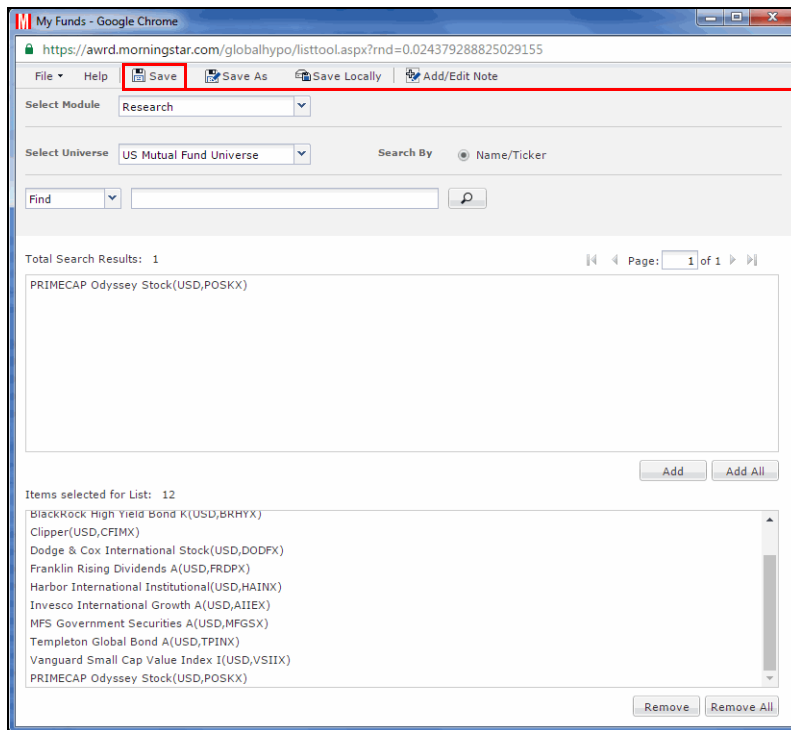 My Funds - Google Chrome
https://awrd.morningstar.com/globalhypo/listtool.aspx?rnd=0.024379288825029155
File Help Save Save As Save Locally Add/Edit Note
Select Module Research
Select Universe US Mutual Fund Universe Search By Name/Ticker
Find
Total Search Results: 1 Page: 1 of 1
PRIMECAP Odyssey Stock(USD,POSKX)
Add Add All
Items selected for List: 12
BlackRock High Yield Bond K(USD,BRHYX)
Clipper(USD,CFIMX)
Dodge & Cox International Stock(USD,DODFX)
Franklin Rising Dividends A(USD,FRDPX)
Harbor International Institutional(USD,HAINX)
Invesco International Growth A(USD,AIIEX)
MFS Government Securities A(USD,MFGSX)
Templeton Global Bond A(USD,TPINX)
Vanguard Small Cap Value Index I(USD,VSIIX)
PRIMECAP Odyssey Stock(USD,POSKX)
Remove Remove All